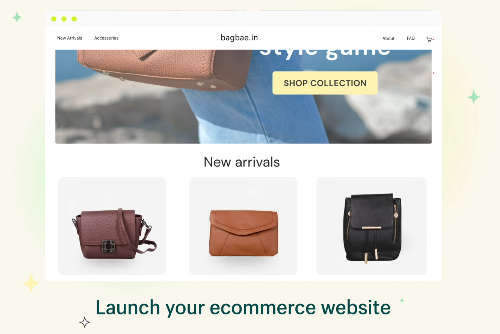 New Arrivals
Accessories
bagbae.in
About
FAQ
style game
SHOP COLLECTION
New arrivals
Launch your ecommerce website